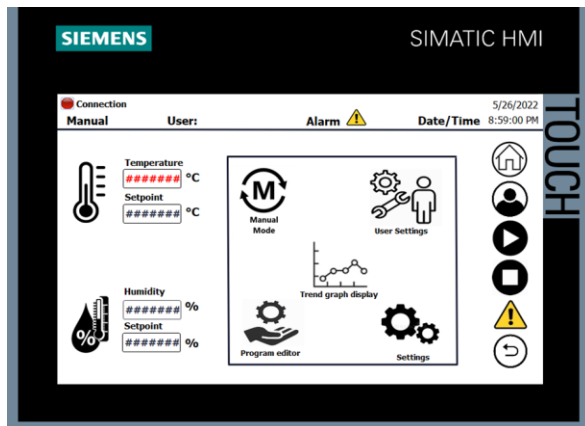 SIEMENS
SIMATIC HMI
TOUCH
Connection
5/26/2022
Manual User: Alarm Date/Time 8:59:00 PM
Temperature
####### °C
Setpoint
####### °C
M
Manual
Mode
User Settings
Trend graph display
Humidity
####### %
Setpoint
####### %
%
Program editor
Settings